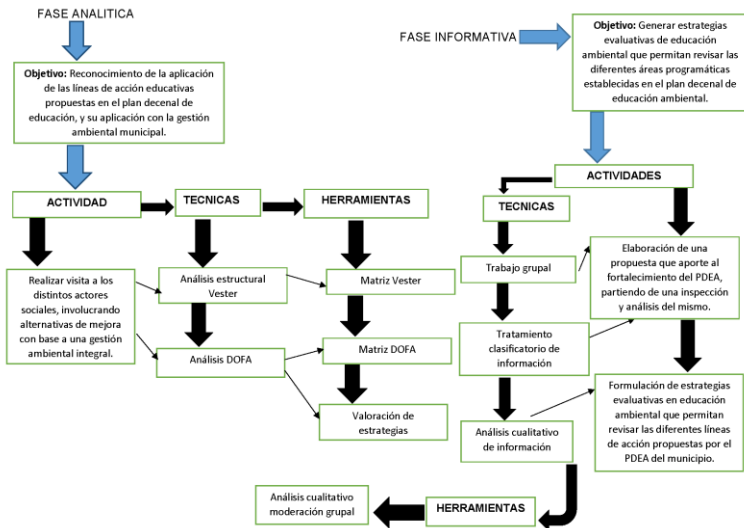 FASE ANALITICA
Objetivo: Reconocimiento de la aplicación
de las líneas de acción educativas
propuestas en el plan decenal de
educación, y su aplicación con la gestión
ambiental municipal.
ACTIVIDAD
TECNICAS
HERRAMIENTAS
Realizar visita a los
distintos actores
sociales, involucrando
alternativas de mejora
con base a una gestión
ambiental integral.
Análisis estructural
Vester
Matriz Vester
Análisis DOFA
Matriz DOFA
Valoración de
estrategias
FASE INFORMATIVA
Objetivo: Generar estrategias
evaluativas de educación
ambiental que permitan revisar las
diferentes áreas programáticas
establecidas en el plan decenal de
educación ambiental.
ACTIVIDADES
TECNICAS
Trabajo grupal
Elaboración de una
propuesta que aporte al
fortalecimiento del PDEA,
partiendo de una inspección
y análisis del mismo.
Tratamiento
clasificatorio de
información
Análisis cualitativo
de información
Formulación de estrategias
evaluativas en educación
ambiental que permitan
revisar las diferentes líneas
de acción propuestas por el
PDEA del municipio.
HERRAMIENTAS
Análisis cualitativo
moderación grupal